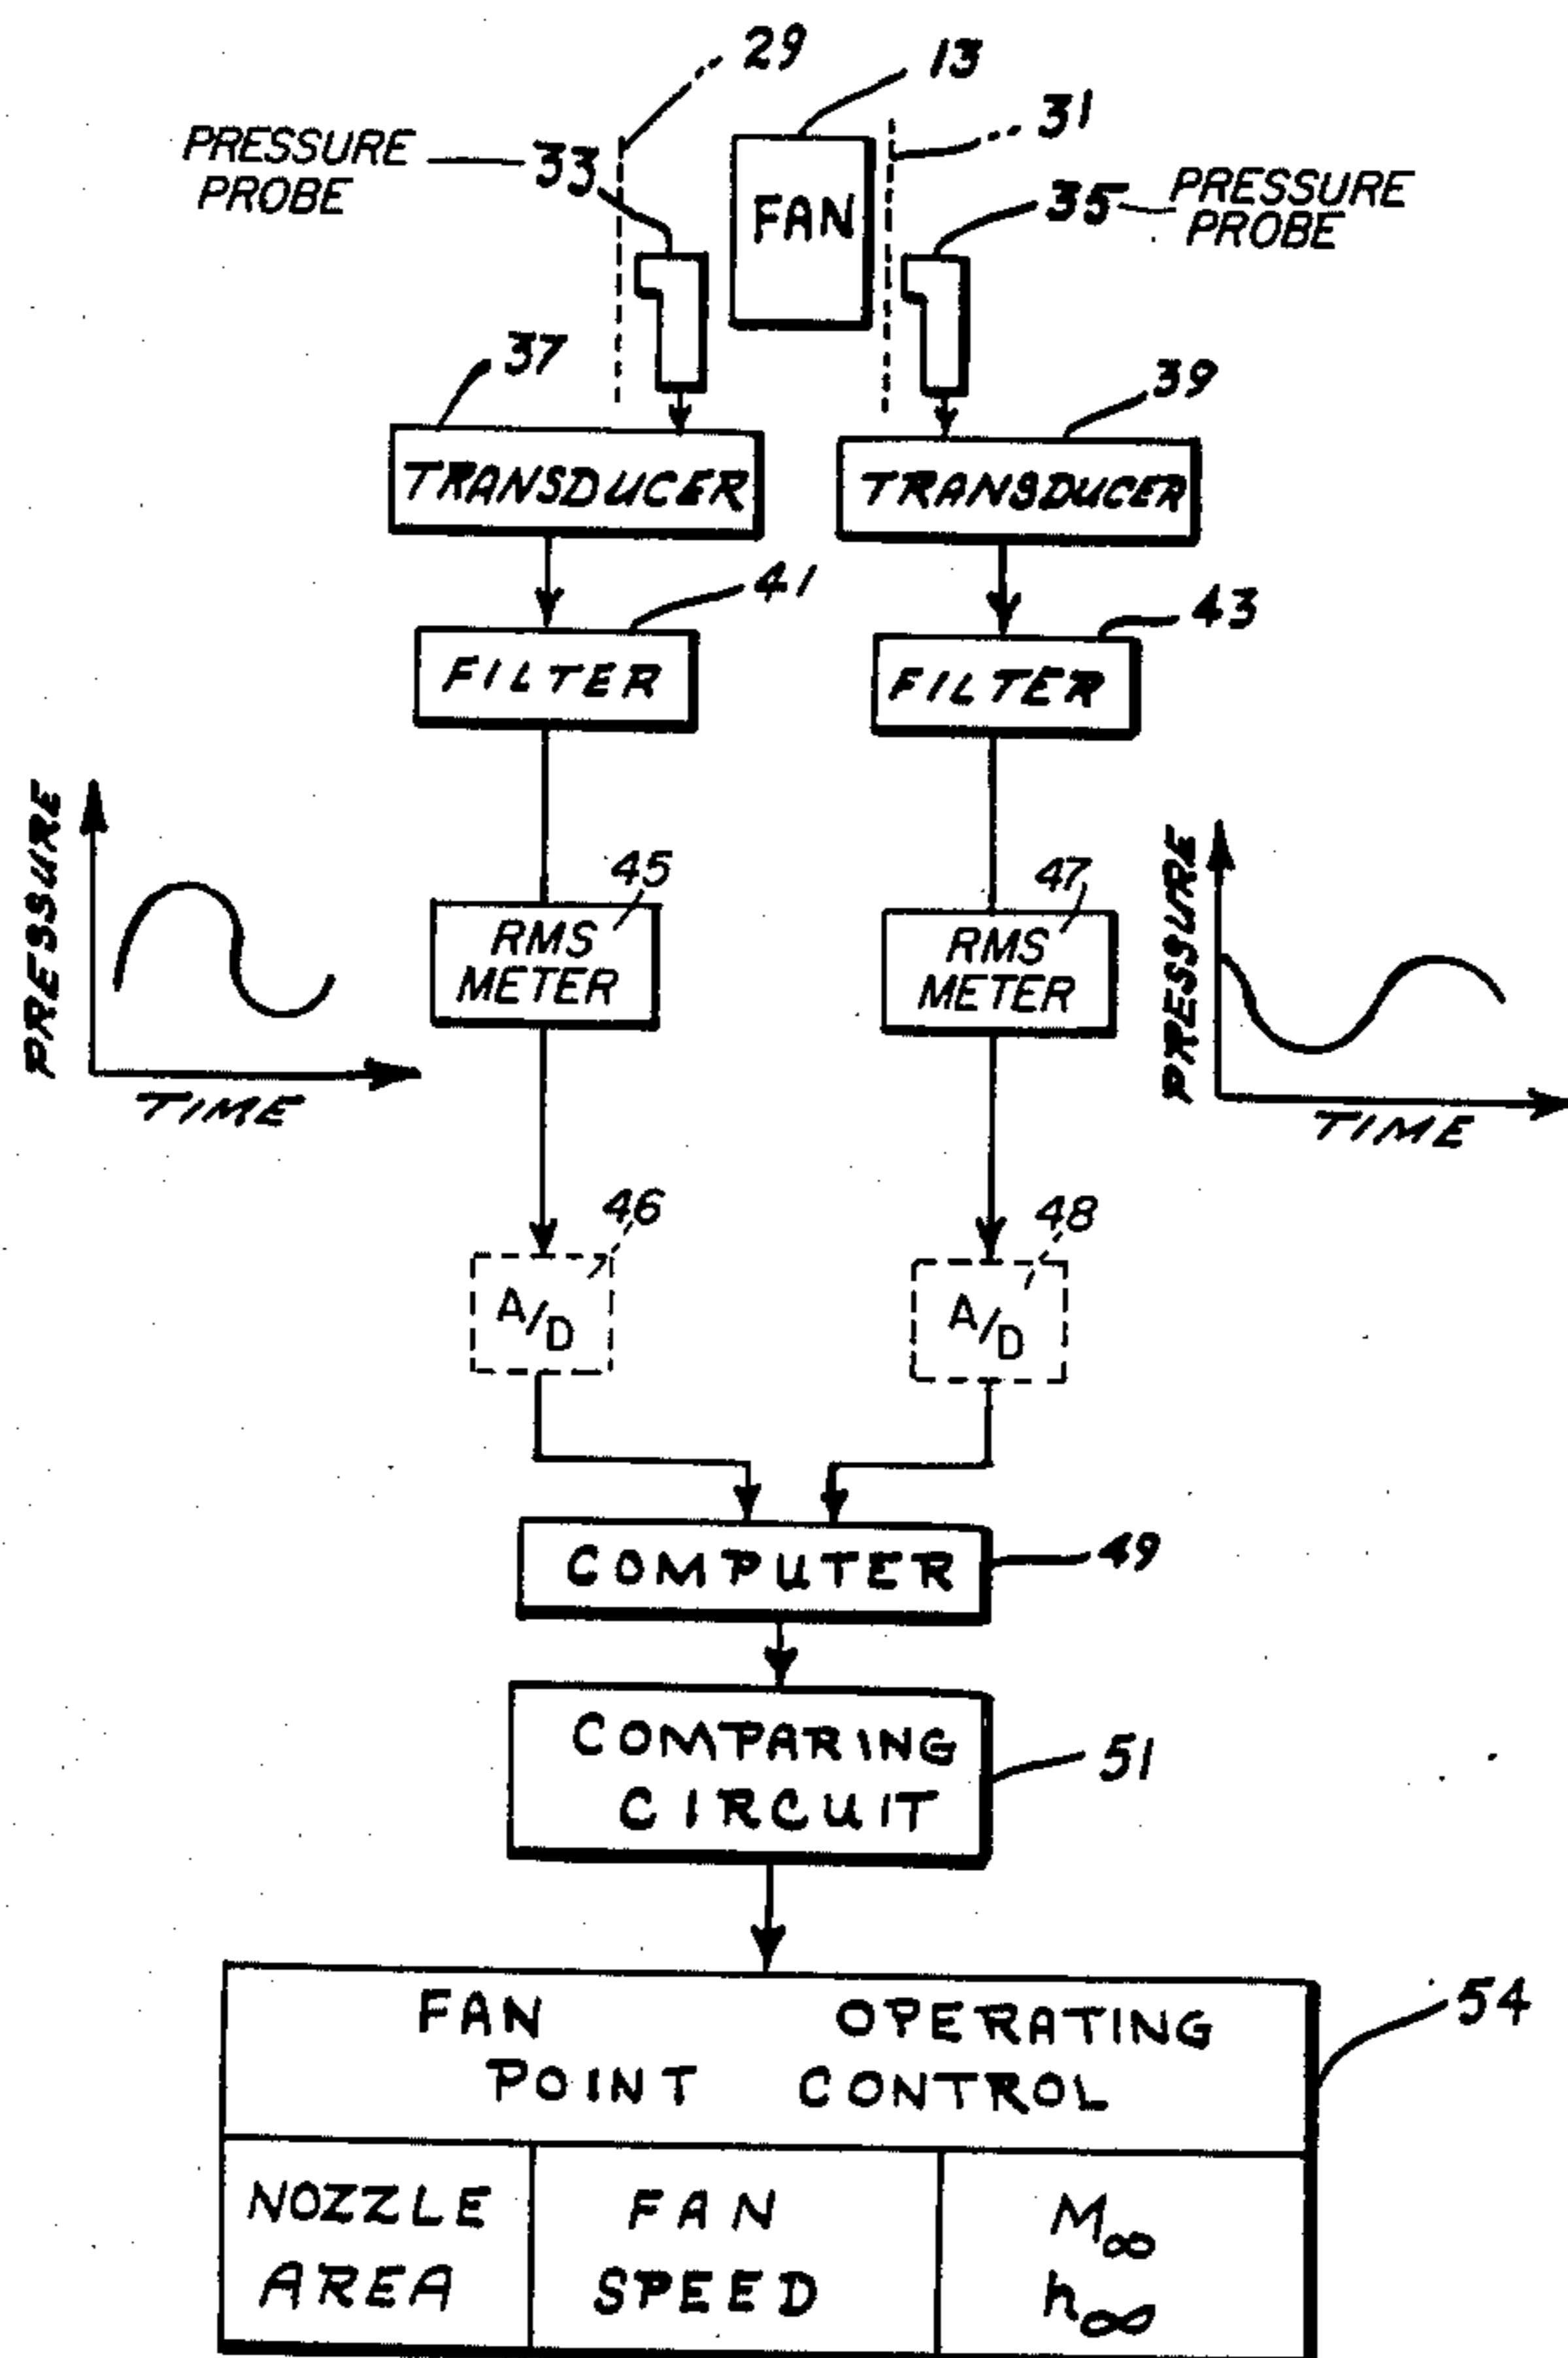 29
13
31
PRESSURE
PROBE
33
FAN
35
PRESSURE
PROBE
37
39
TRANSDUCER
TRANSDUCER
41
43
FILTER
FILTER
PRESSURE
TIME
45
RMS
METER
47
RMS
METER
PRESSURE
TIME
46
A/D
48
A/D
COMPUTER
49
COMPARING
CIRCUIT
51
FAN OPERATING
POINT CONTROL
54
NOZZLE
AREA
FAN
SPEED
M∞
h∞